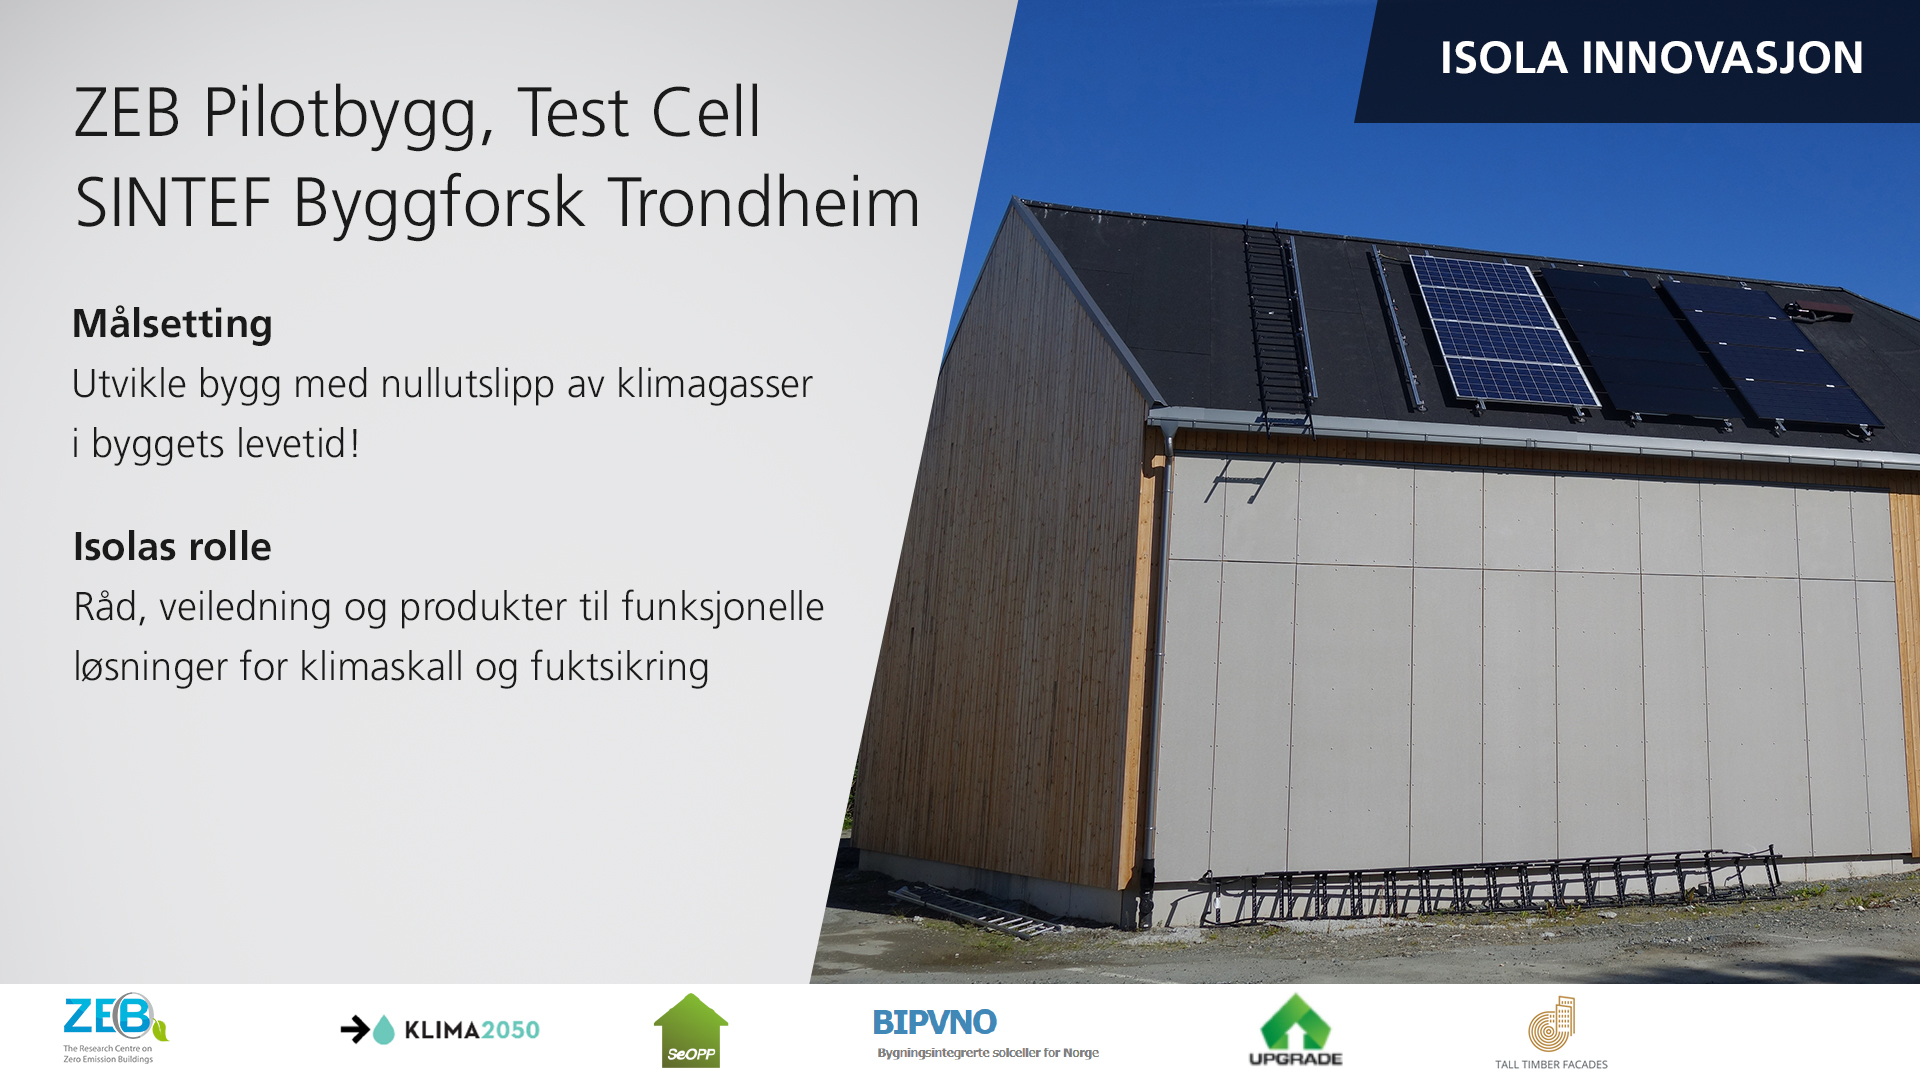 ISOLA INNOVASJON
ZEB Pilotbygg, Test Cell
SINTEF Byggforsk Trondheim
Målsetting
Utvikle bygg med nullutslipp av klimagasser
i byggets levetid!
Isolas rolle
Råd, veiledning og produkter til funksjonelle
løsninger for klimaskall og fuktsikring
ZEB
The Research Centre on
Zero Emission Buildings
KLIMA2050
SeOPP
BIPVNO
Bygningsintegrerte solceller for Norge
UPGRADE
TALL TIMBER FACADES